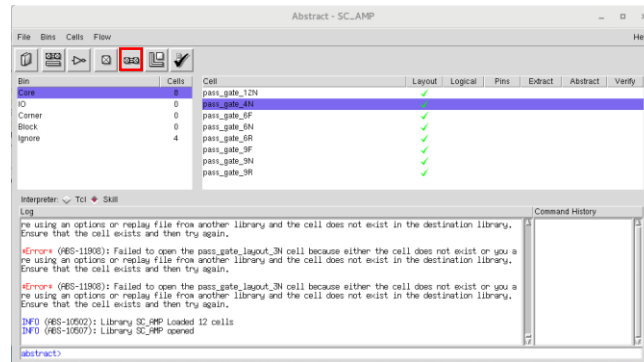 Abstract - SC_AMP
File Bins Cells Flow He
Bin Cells
Core 8
IO 0
Corner 0
Block 0
Ignore 4
Cell Layout Logical Pins Extract Abstract Verify
pass_gate_12N
pass_gate_4N
pass_gate_6F
pass_gate_6N
pass_gate_6R
pass_gate_9F
pass_gate_9N
pass_gate_9R
Interpreter: Tcl Skill
Log
Command History
re using an options or replay file from another library and the cell does not exist in the destination library.
Ensure that the cell exists and then try again.
*Error* (ABS-11908): Failed to open the pass_gate_layout_3N cell because either the cell does not exist or you a
re using an options or replay file from another library and the cell does not exist in the destination library.
Ensure that the cell exists and then try again.
*Error* (ABS-11908): Failed to open the pass_gate_layout_3N cell because either the cell does not exist or you a
re using an options or replay file from another library and the cell does not exist in the destination library.
Ensure that the cell exists and then try again.
INFO (ABS-10502): Library SC_AMP Loaded 12 cells
INFO (ABS-10507): Library SC_AMP opened
abstract>